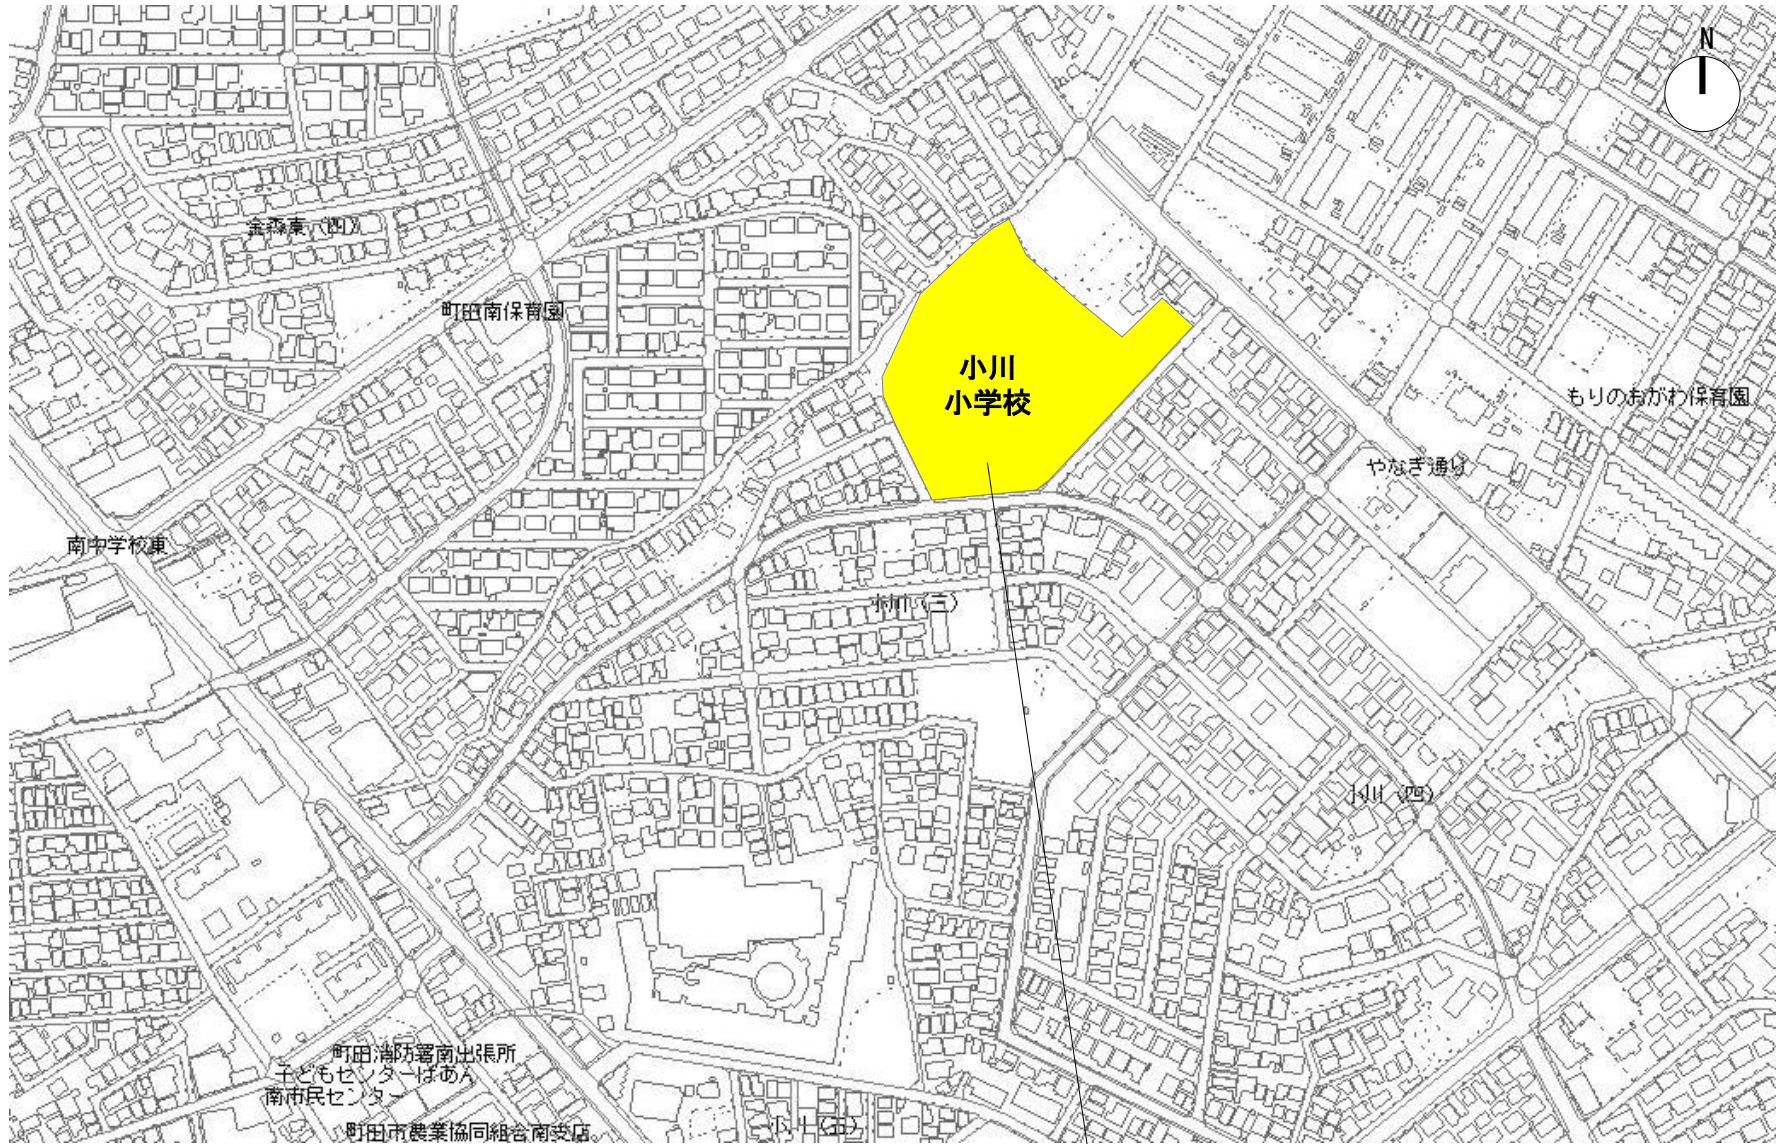 N
金森東(四)
町田南保育園
小川
小学校
もりのおがわ保育園
やなぎ通り
南中学校東
小川(三)
小川(四)
町田消防署南出張所
子どもセンターばあん
南市民センター
小川(五)
町田市農業協同組合南支店